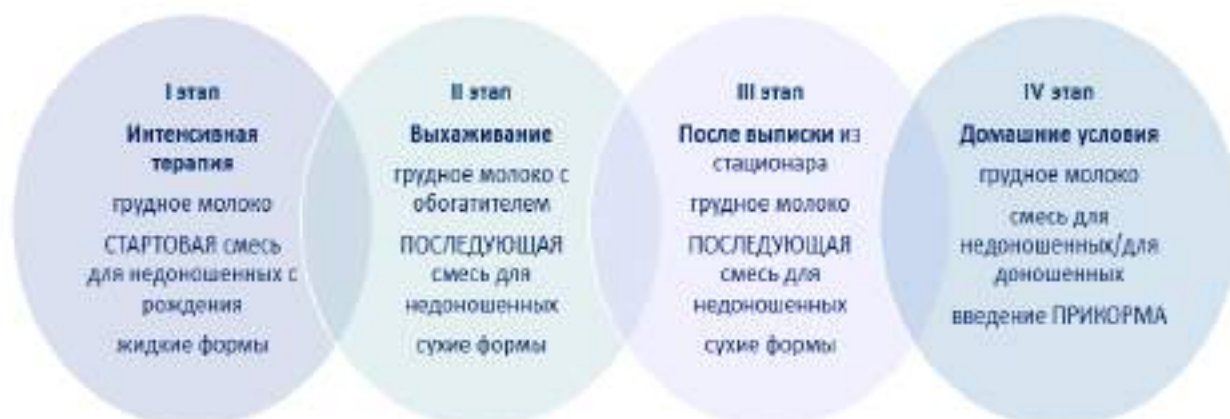 I этап
Интенсивная
терапия
грудное молоко
СТАРТОВАЯ смесь
для недоношенных с
рождения
жидкие формы
II этап
Выхаживание
грудное молоко с
обогатителем
ПОСЛЕДУЮЩАЯ
смесь для
недоношенных
сухие формы
III этап
После выписки из
стационара
грудное молоко
ПОСЛЕДУЮЩАЯ
смесь для
недоношенных
сухие формы
IV этап
Домашние условия
грудное молоко
смесь для
недоношенных/для
доношенных
введение ПРИКОРМА